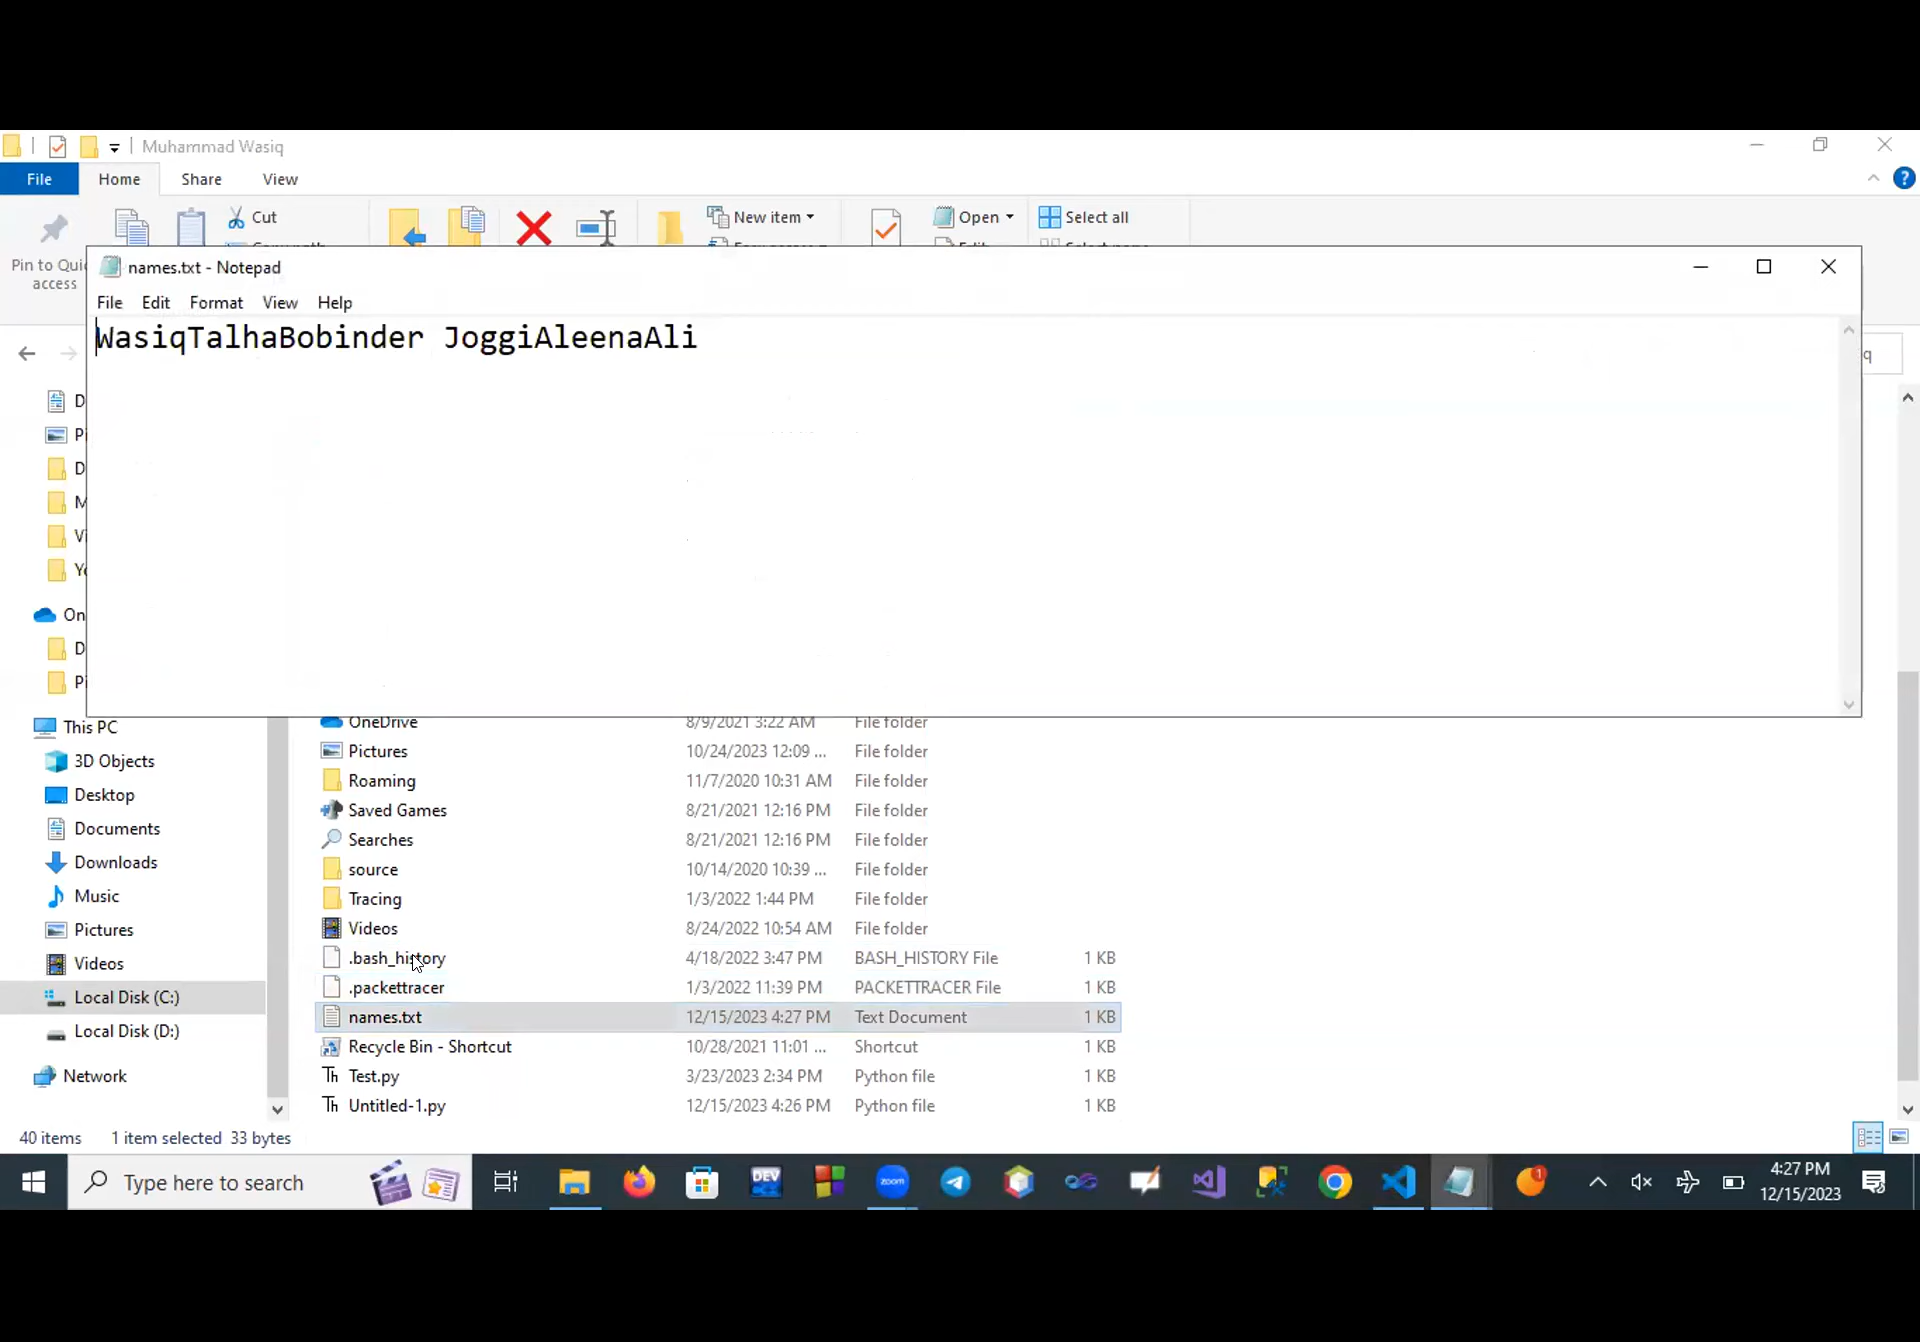 Muhammad Wasiq
File Home Share View
Cut New item Open Select all
Pin to Qui
access
names.txt - Notepad
File Edit Format View Help
WasiqTalhaBobinder JoggiAleenaAli
On
This PC
3D Objects
Desktop
Documents
Downloads
Music
Pictures
Videos
Local Disk (C:)
Local Disk (D:)
Network
OneDrive 8/9/2021 3:22 AM File folder
Pictures 10/24/2023 12:09 ... File folder
Roaming 11/7/2020 10:31 AM File folder
Saved Games 8/21/2021 12:16 PM File folder
Searches 8/21/2021 12:16 PM File folder
source 10/14/2020 10:39 ... File folder
Tracing 1/3/2022 1:44 PM File folder
Videos 8/24/2022 10:54 AM File folder
.bash_history 4/18/2022 3:47 PM BASH_HISTORY File 1 KB
.packettracer 1/3/2022 11:39 PM PACKETTRACER File 1 KB
names.txt 12/15/2023 4:27 PM Text Document 1 KB
Recycle Bin - Shortcut 10/28/2021 11:01 ... Shortcut 1 KB
Test.py 3/23/2023 2:34 PM Python file 1 KB
Untitled-1.py 12/15/2023 4:26 PM Python file 1 KB
40 items 1 item selected 33 bytes
Type here to search
DEV
zoom
4:27 PM
12/15/2023